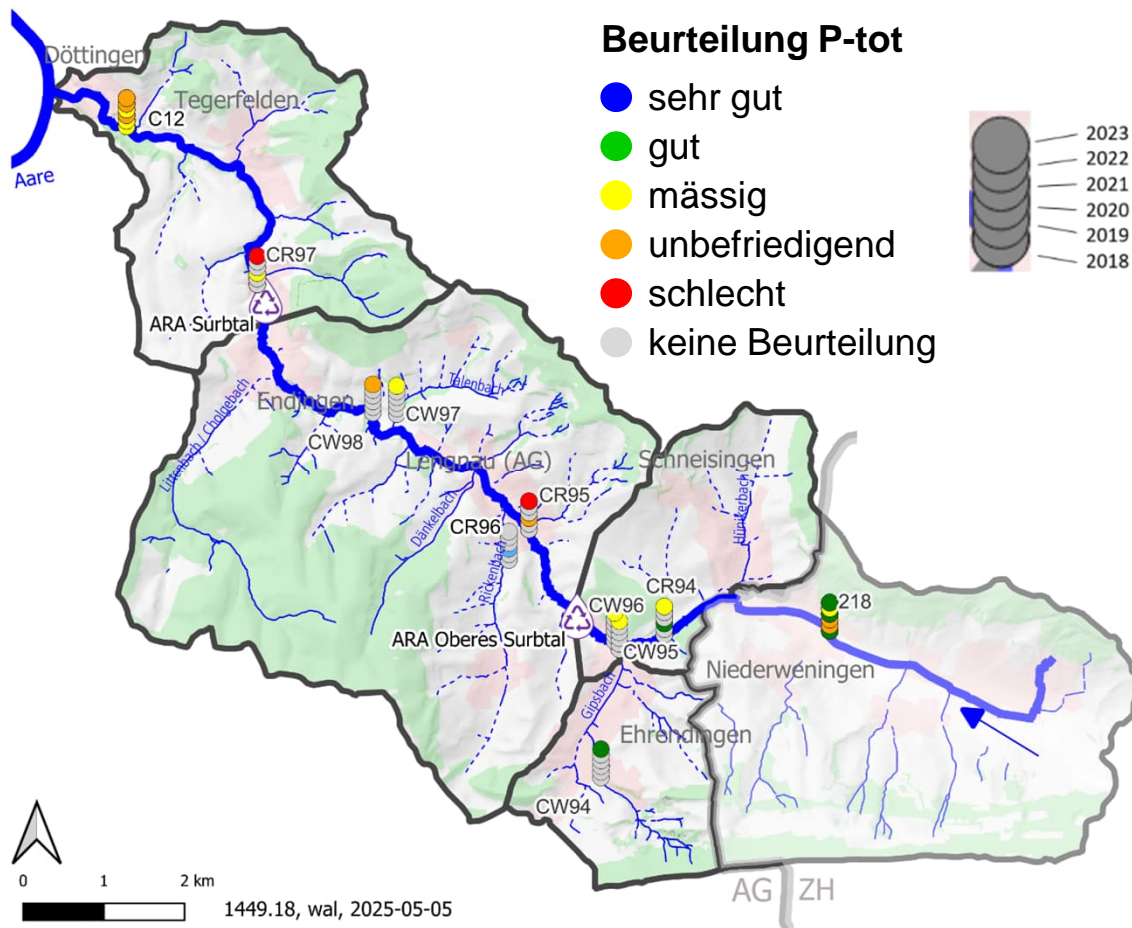 Beurteilung P-tot
sehr gut
gut
mässig
unbefriedigend
schlecht
keine Beurteilung
2023
2022
2021
2020
2019
2018
Döttingen
Tegerfelden
C12
Aare
CR97
ARA Surbtal
Endingen
Talenbach
CW97
CW98
Littenbach / Cholgebach
Lengnau (AG)
Schneisingen
CR95
CR96
Dänkelbach
Rickenbach
Hünikerbach
CR94
CW96
218
ARA Oberes Surbtal
CW95
Niederweningen
Gipsbach
Ehrendingen
CW94
0 1 2 km
AG ZH
1449.18, wal, 2025-05-05